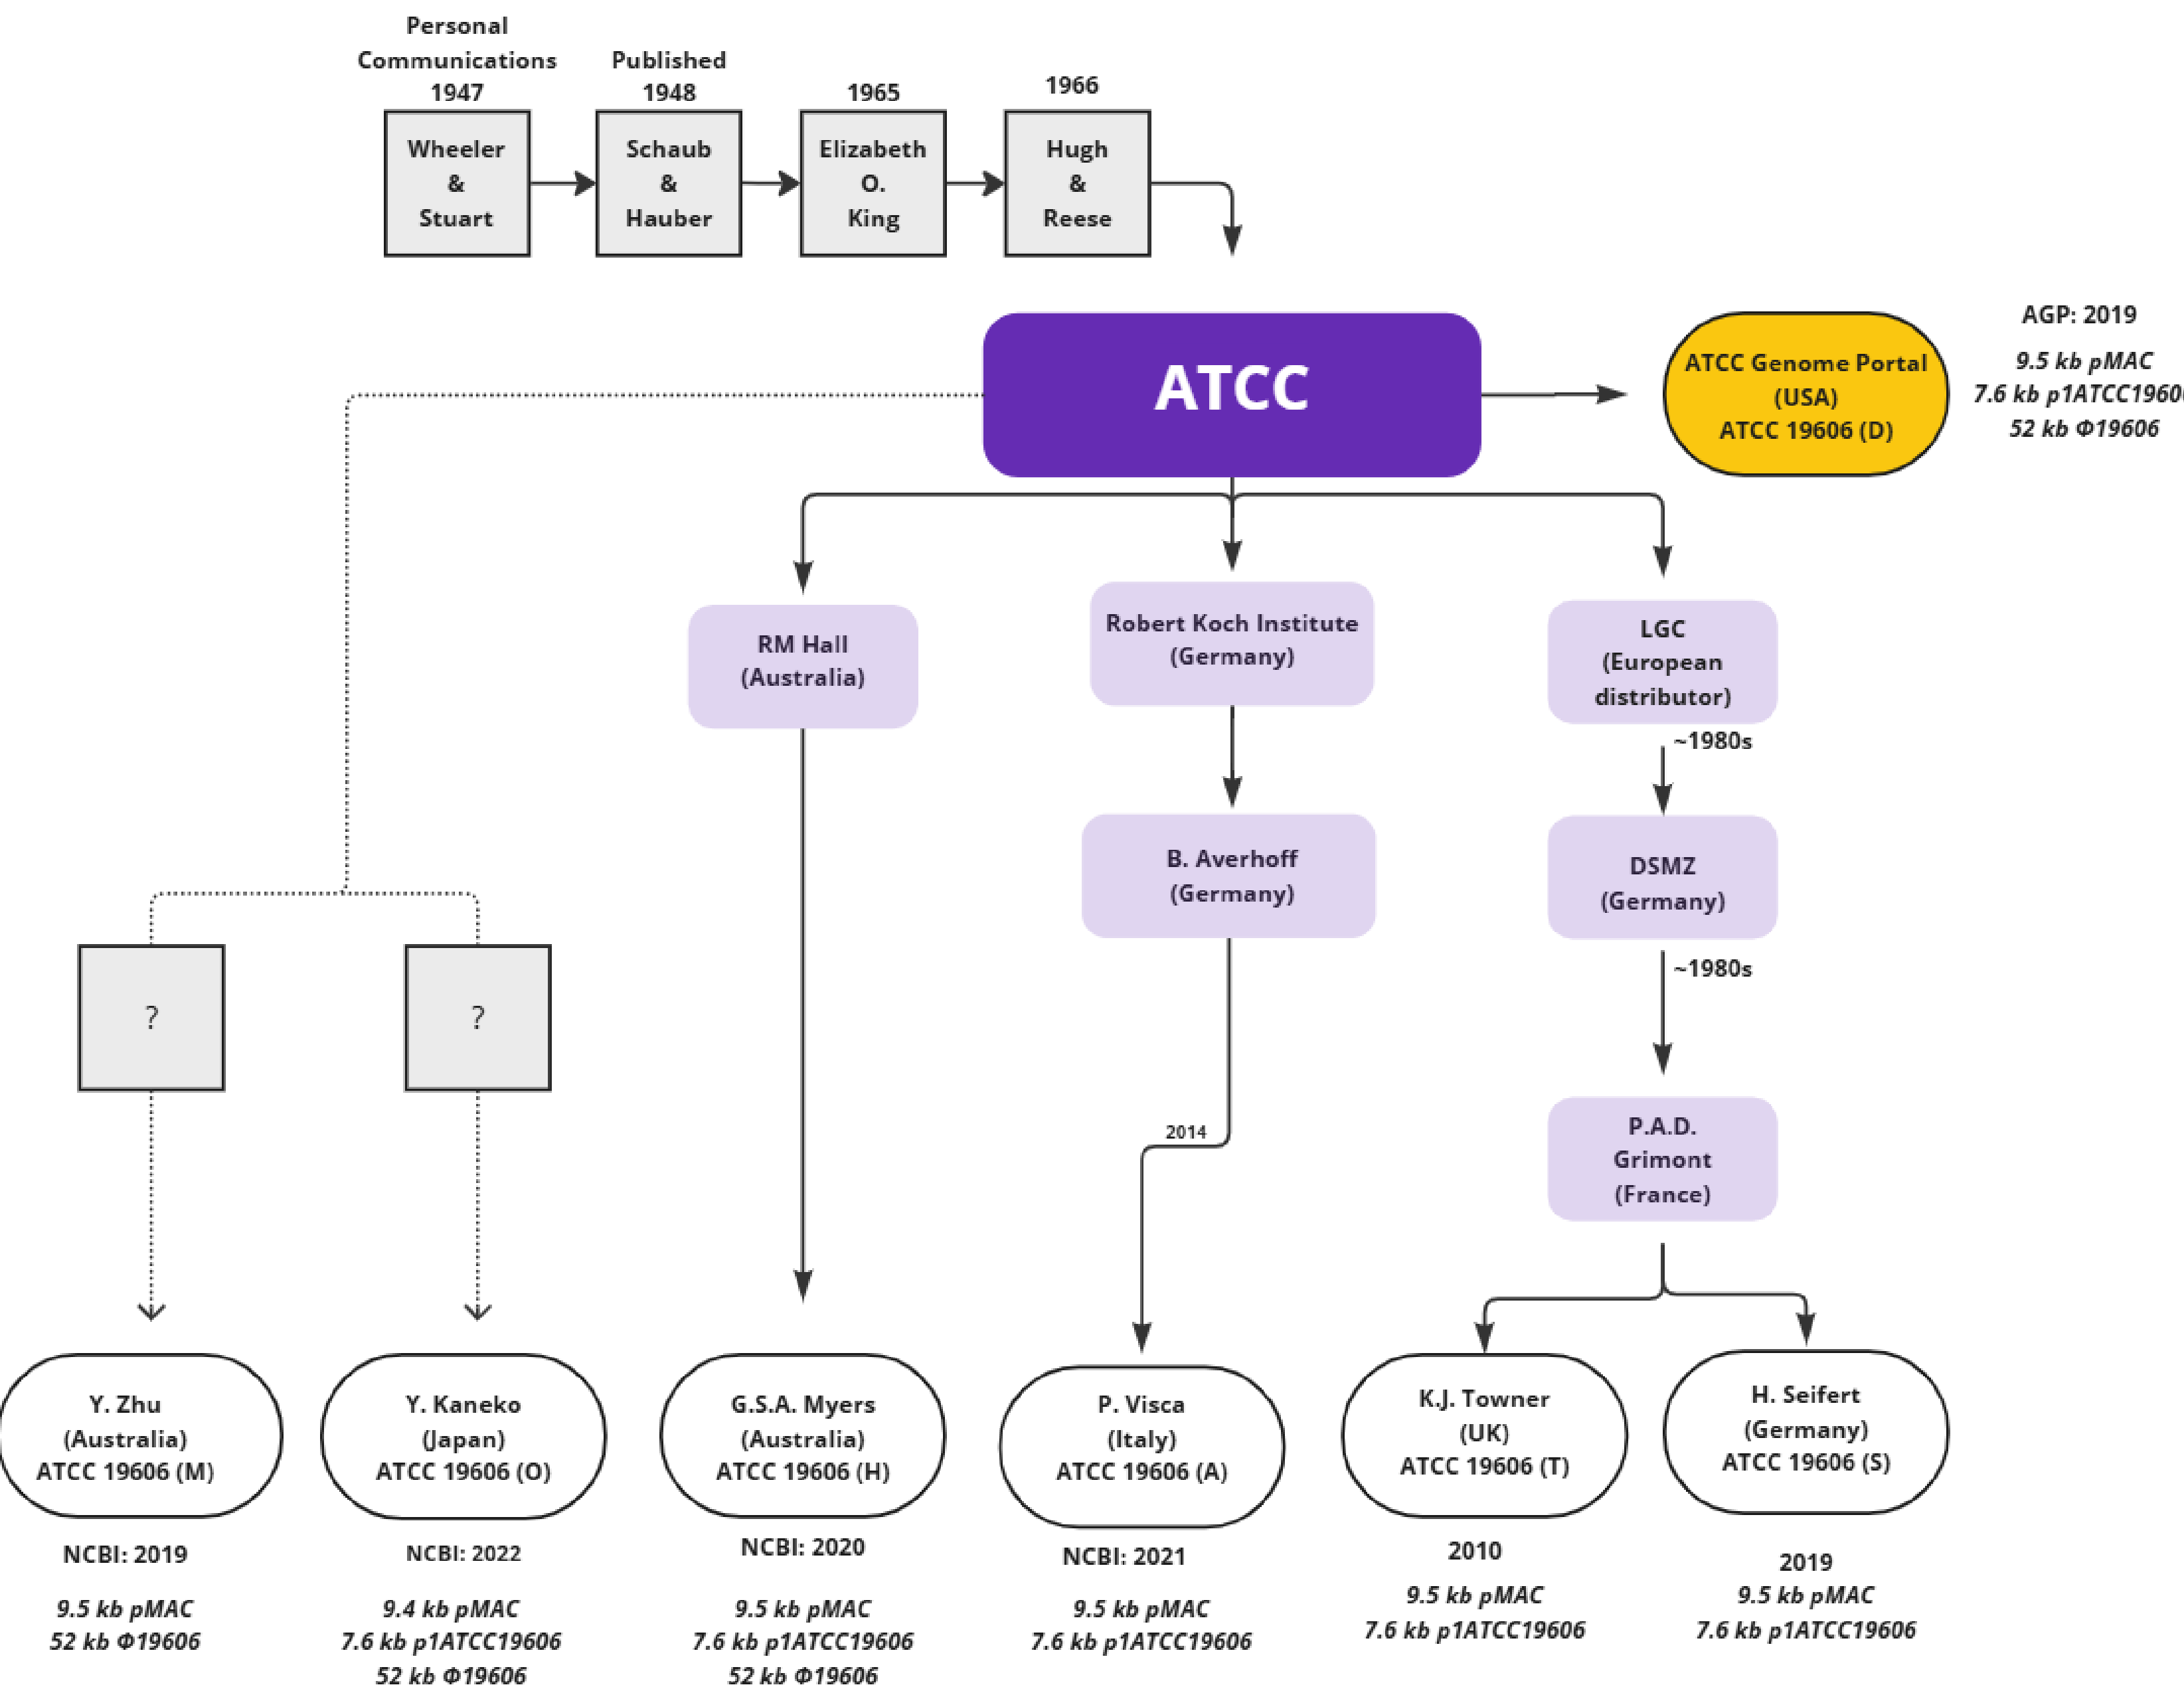 Personal
Communications
1947
Published
1948
1965
1966
Wheeler
&
Stuart
Schaub
&
Hauber
Elizabeth
O.
King
Hugh
&
Reese
ATCC
ATCC Genome Portal
(USA)
ATCC 19606 (D)
AGP: 2019
9.5 kb pMAC
7.6 kb p1ATCC1960
52 kb Φ19606
RM Hall
(Australia)
Robert Koch Institute
(Germany)
LGC
(European
distributor)
~1980s
B. Averhoff
(Germany)
DSMZ
(Germany)
~1980s
?
?
2014
P.A.D.
Grimont
(France)
Y. Zhu
(Australia)
ATCC 19606 (M)
NCBI: 2019
9.5 kb pMAC
52 kb Φ19606
Y. Kaneko
(Japan)
ATCC 19606 (O)
NCBI: 2022
9.4 kb pMAC
7.6 kb p1ATCC19606
52 kb Φ19606
G.S.A. Myers
(Australia)
ATCC 19606 (H)
NCBI: 2020
9.5 kb pMAC
7.6 kb p1ATCC19606
52 kb Φ19606
P. Visca
(Italy)
ATCC 19606 (A)
NCBI: 2021
9.5 kb pMAC
7.6 kb p1ATCC19606
K.J. Towner
(UK)
ATCC 19606 (T)
2010
9.5 kb pMAC
7.6 kb p1ATCC19606
H. Seifert
(Germany)
ATCC 19606 (S)
2019
9.5 kb pMAC
7.6 kb p1ATCC19606